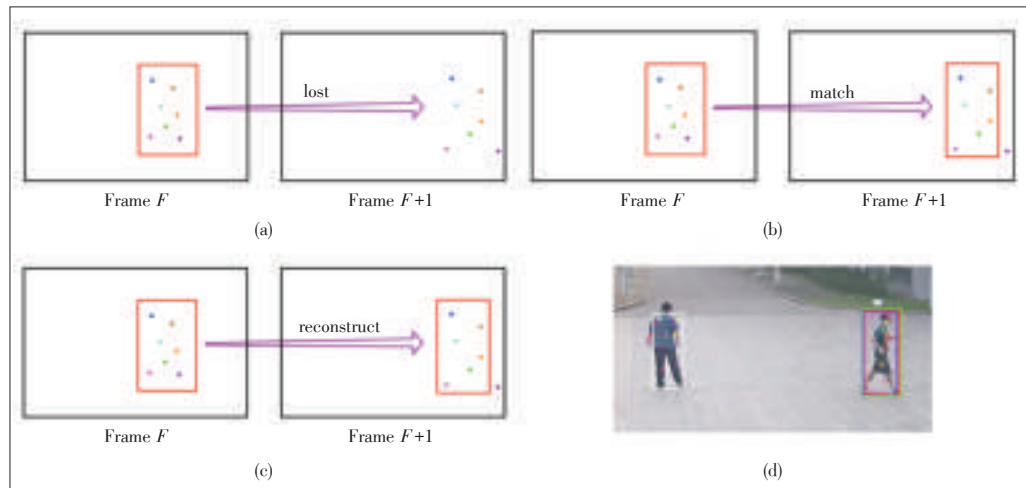 lost
match
Frame F
Frame F+1
Frame F
Frame F+1
(a)
(b)
reconstruct
Frame F
Frame F+1
(c)
(d)